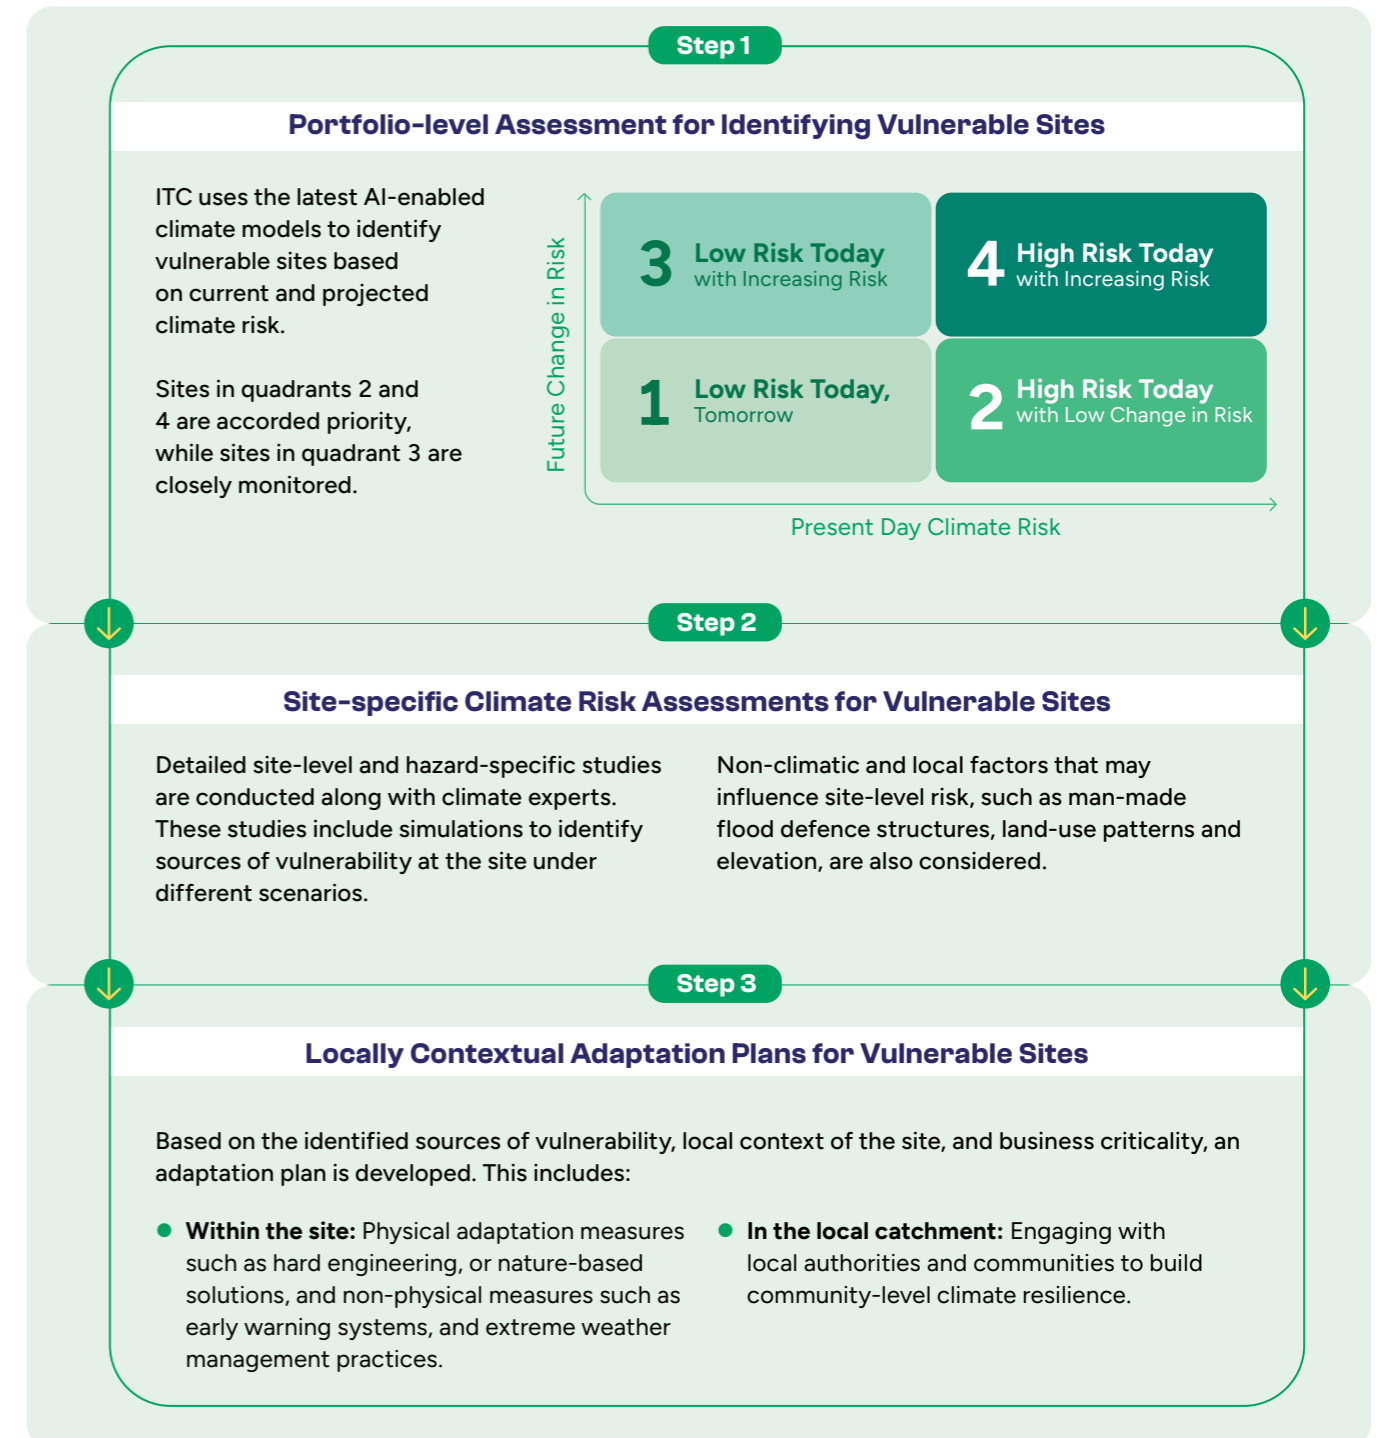 Step 1
Portfolio-level Assessment for Identifying Vulnerable Sites
ITC uses the latest AI-enabled
climate models to identify
vulnerable sites based
on current and projected
climate risk.
Sites in quadrants 2 and
4 are accorded priority,
while sites in quadrant 3 are
closely monitored.
Future Change in Risk
3
Low Risk Today
with Increasing Risk
4
High Risk Today
with Increasing Risk
1
Low Risk Today,
Tomorrow
2
High Risk Today
with Low Change in Risk
Present Day Climate Risk
Step 2
Site-specific Climate Risk Assessments for Vulnerable Sites
Detailed site-level and hazard-specific studies
are conducted along with climate experts.
These studies include simulations to identify
sources of vulnerability at the site under
different scenarios.
Non-climatic and local factors that may
influence site-level risk, such as man-made
flood defence structures, land-use patterns and
elevation, are also considered.
Step 3
Locally Contextual Adaptation Plans for Vulnerable Sites
Based on the identified sources of vulnerability, local context of the site, and business criticality, an
adaptation plan is developed. This includes:
● Within the site: Physical adaptation measures
such as hard engineering, or nature-based
solutions, and non-physical measures such as
early warning systems, and extreme weather
management practices.
● In the local catchment: Engaging with
local authorities and communities to build
community-level climate resilience.